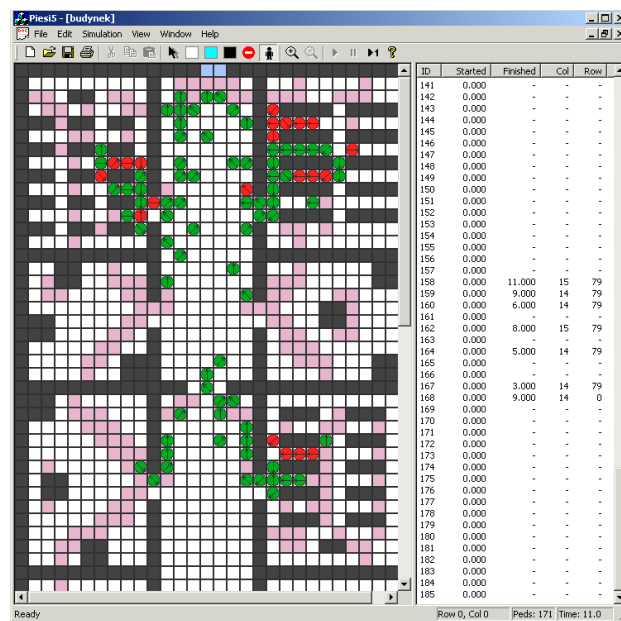 Piesi5 - [budynek]
File Edit Simulation View Window Help
ID Started Finished Col Row
141 0.000 - - -
142 0.000 - - -
143 0.000 - - -
144 0.000 - - -
145 0.000 - - -
146 0.000 - - -
147 0.000 - - -
148 0.000 - - -
149 0.000 - - -
150 0.000 - - -
151 0.000 - - -
152 0.000 - - -
153 0.000 - - -
154 0.000 - - -
155 0.000 - - -
156 0.000 - - -
157 0.000 - - -
158 0.000 11.000 15 79
159 0.000 9.000 14 79
160 0.000 6.000 14 79
161 0.000 - - -
162 0.000 8.000 15 79
163 0.000 - - -
164 0.000 5.000 14 79
165 0.000 - - -
166 0.000 - - -
167 0.000 3.000 14 79
168 0.000 9.000 14 0
169 0.000 - - -
170 0.000 - - -
171 0.000 - - -
172 0.000 - - -
173 0.000 - - -
174 0.000 - - -
175 0.000 - - -
176 0.000 - - -
177 0.000 - - -
178 0.000 - - -
179 0.000 - - -
180 0.000 - - -
181 0.000 - - -
182 0.000 - - -
183 0.000 - - -
184 0.000 - - -
185 0.000 - - -
Ready Row 0, Col 0 Peds: 171 Time: 11.0